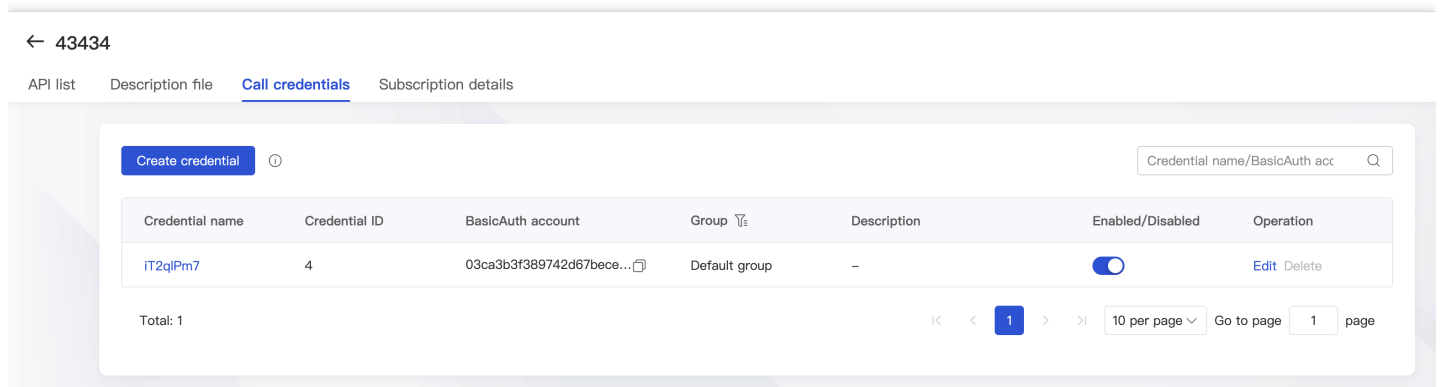 ← 43434
API list Description file Call credentials Subscription details
Create credential Credential name/BasicAuth acc
Credential name Credential ID BasicAuth account Group Description Enabled/Disabled Operation
iT2qlPm7 4 03ca3b3f389742d67bece... Default group – Edit Delete
Total: 1 1 10 per page Go to page 1 page